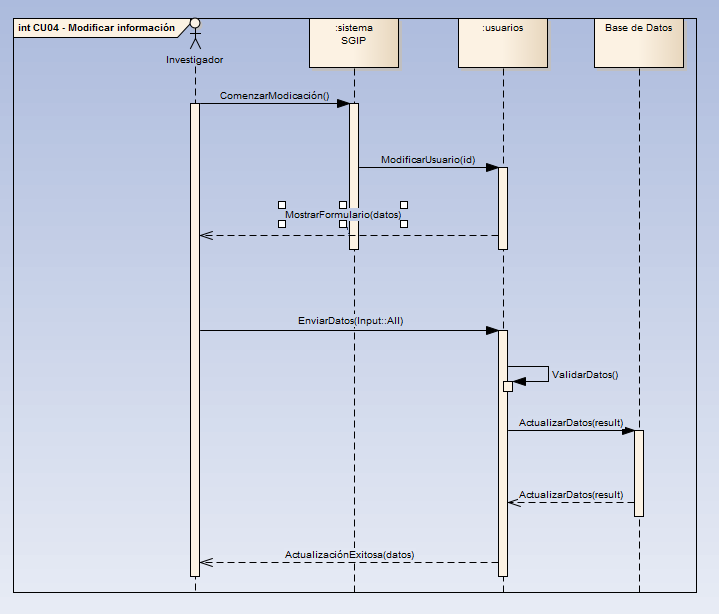 int CU04 - Modificar información
Investigador
:sistema
SGIP
:usuarios
Base de Datos
ComenzarModicación()
ModificarUsuario(id)
MostrarFormulario(datos)
EnviarDatos(Input::All)
ValidarDatos()
ActualizarDatos(result)
ActualizarDatos(result)
ActualizaciónExitosa(datos)